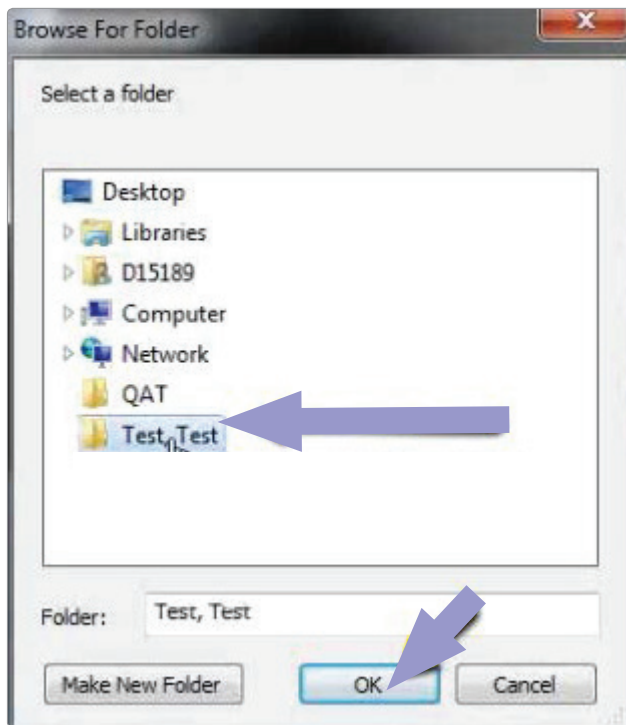 Browse For Folder
Select a folder
Desktop
Libraries
D15189
Computer
Network
QAT
Test, Test
Folder: Test, Test
Make New Folder OK Cancel